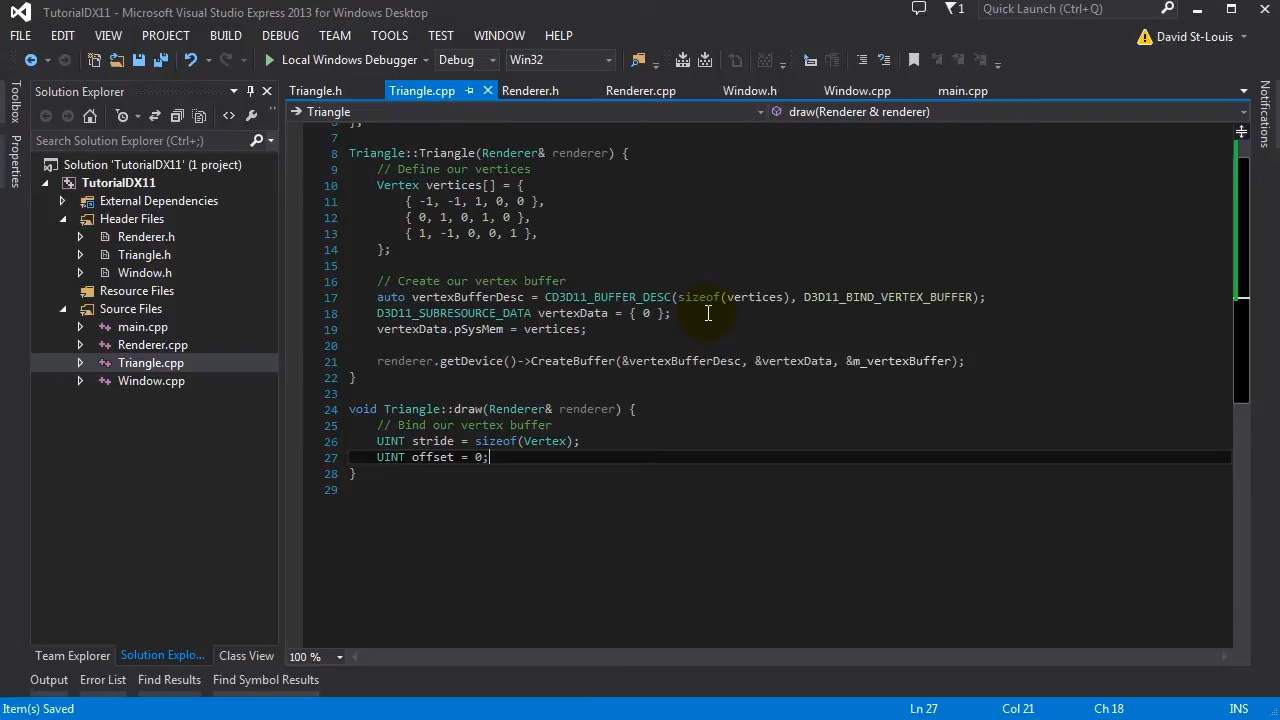 TutorialDX11 - Microsoft Visual Studio Express 2013 for Windows Desktop
1
Quick Launch (Ctrl+Q)
FILE EDIT VIEW PROJECT BUILD DEBUG TEAM TOOLS TEST WINDOW HELP
David St-Louis
Local Windows Debugger Debug Win32
Toolbox
Properties
Notifications
Solution Explorer
Search Solution Explorer (Ctrl+;)
Solution 'TutorialDX11' (1 project)
TutorialDX11
External Dependencies
Header Files
Renderer.h
Triangle.h
Window.h
Resource Files
Source Files
main.cpp
Renderer.cpp
Triangle.cpp
Window.cpp
Team Explorer Solution Explo... Class View
Triangle.h Triangle.cpp Renderer.h Renderer.cpp Window.h Window.cpp main.cpp
Triangle draw(Renderer & renderer)
6 };
7
8 Triangle::Triangle(Renderer& renderer) {
9 // Define our vertices
10 Vertex vertices[] = {
11 { -1, -1, 1, 0, 0 },
12 { 0, 1, 0, 1, 0 },
13 { 1, -1, 0, 0, 1 },
14 };
15
16 // Create our vertex buffer
17 auto vertexBufferDesc = CD3D11_BUFFER_DESC(sizeof(vertices), D3D11_BIND_VERTEX_BUFFER);
18 D3D11_SUBRESOURCE_DATA vertexData = { 0 };
19 vertexData.pSysMem = vertices;
20
21 renderer.getDevice()->CreateBuffer(&vertexBufferDesc, &vertexData, &m_vertexBuffer);
22 }
23
24 void Triangle::draw(Renderer& renderer) {
25 // Bind our vertex buffer
26 UINT stride = sizeof(Vertex);
27 UINT offset = 0;
28 }
29
100 %
Output Error List Find Results Find Symbol Results
Item(s) Saved Ln 27 Col 21 Ch 18 INS